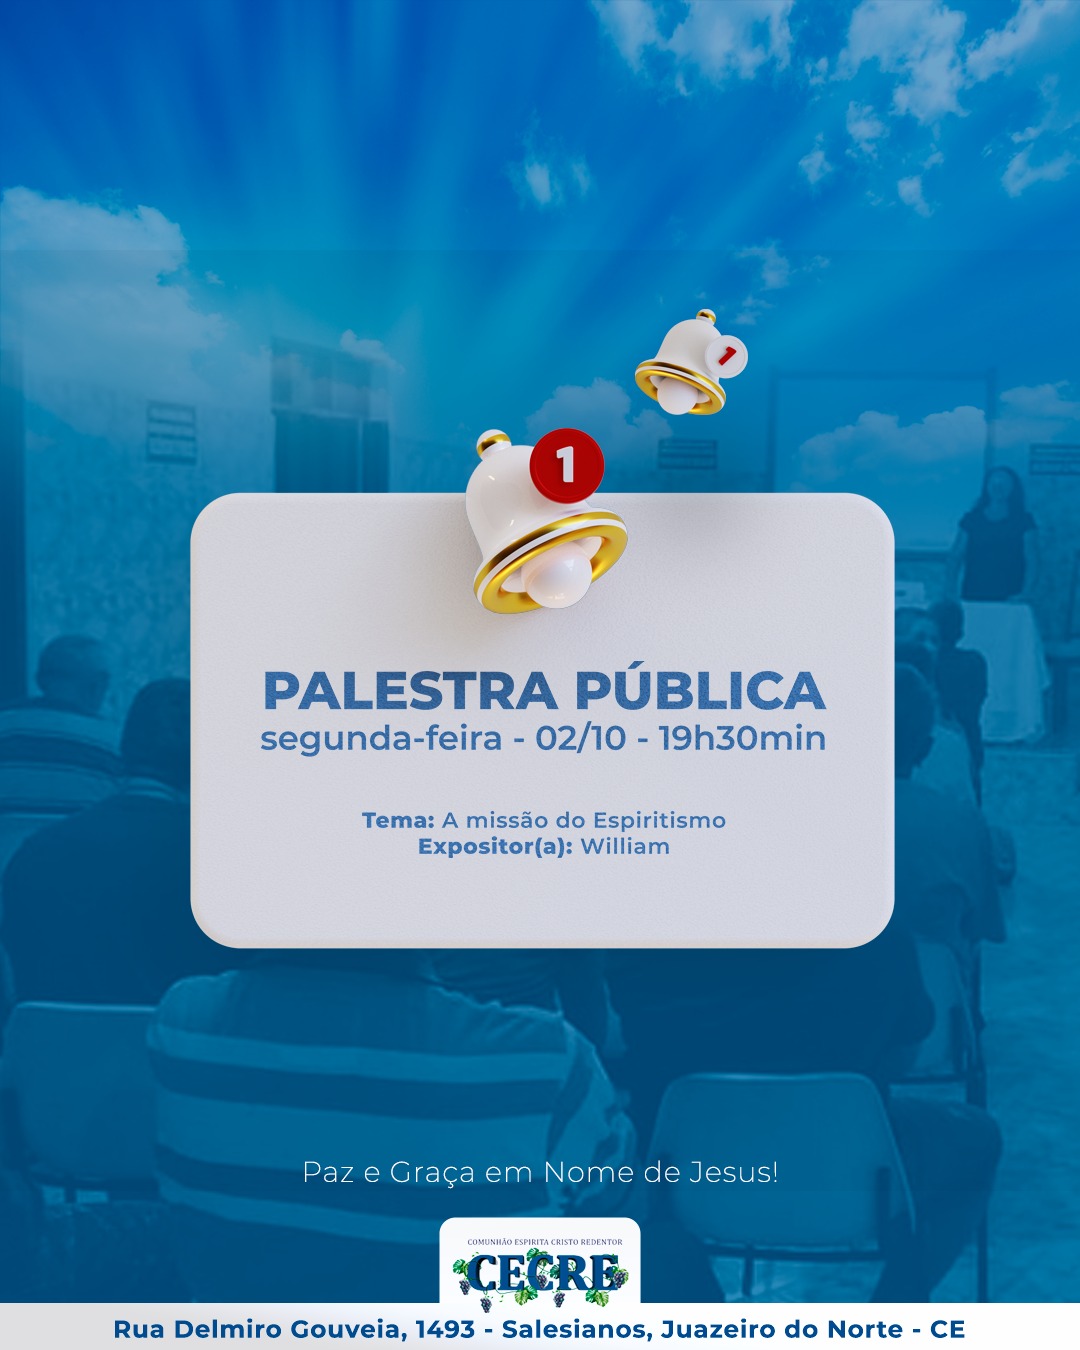 1
1
PALESTRA PÚBLICA
segunda-feira - 02/10 - 19h30min
Tema: A missão do Espiritismo
Expositor(a): William
Paz e Graça em Nome de Jesus!
COMUNHÃO ESPIRITA CRISTO REDENTOR
CECRE
Rua Delmiro Gouveia, 1493 - Salesianos, Juazeiro do Norte - CE